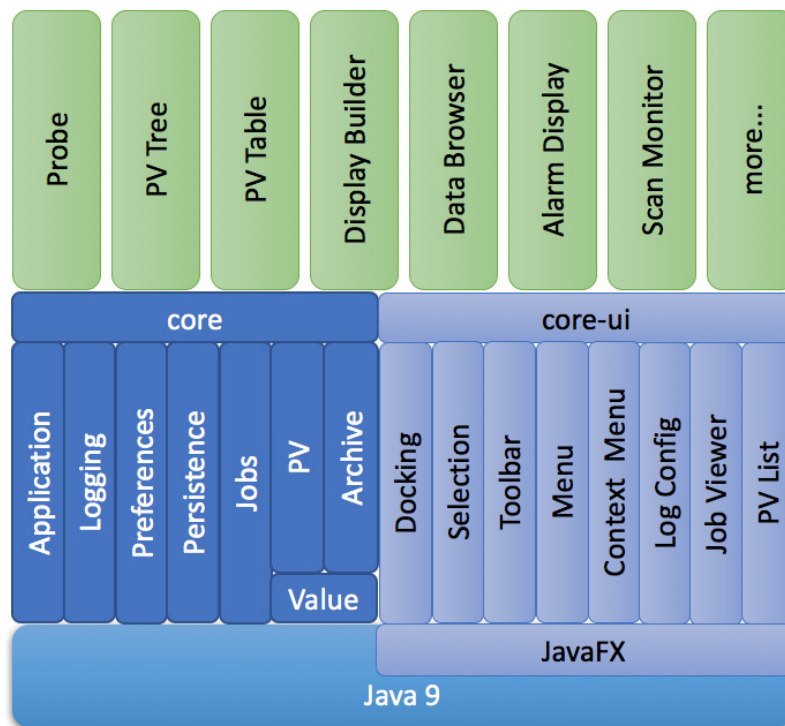 Probe
PV Tree
PV Table
Display Builder
Data Browser
Alarm Display
Scan Monitor
more...
core
core-ui
Application
Logging
Preferences
Persistence
Jobs
PV
Archive
Value
Docking
Selection
Toolbar
Menu
Context Menu
Log Config
Job Viewer
PV List
JavaFX
Java 9